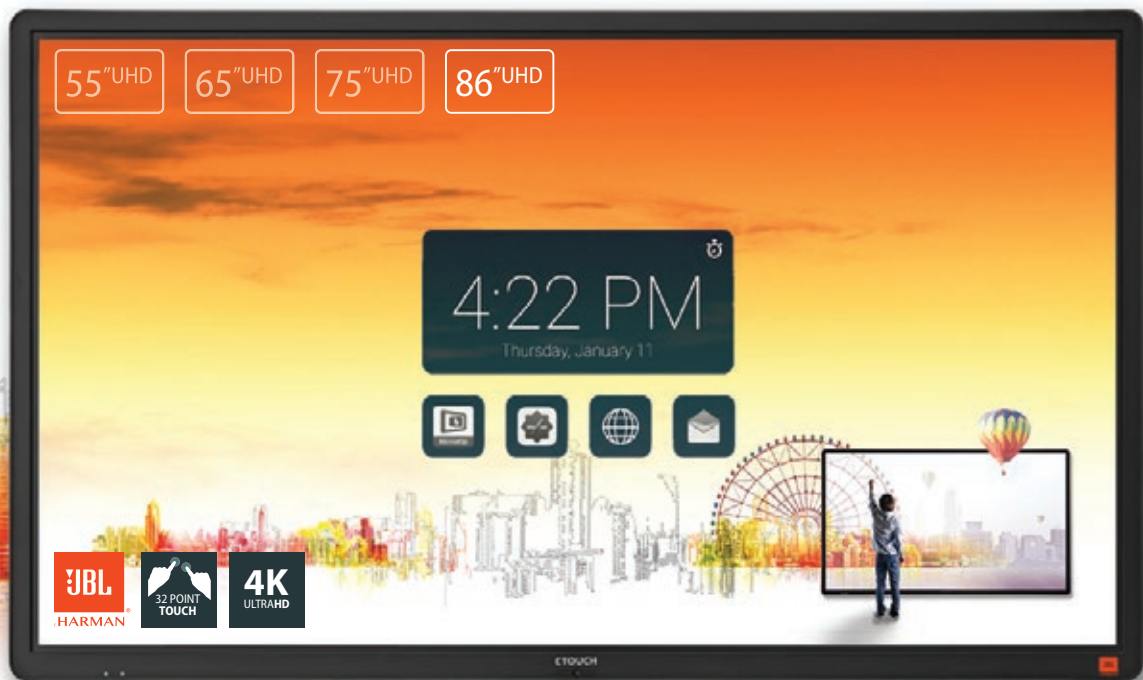 55"UHD 65"UHD 75"UHD 86"UHD
4:22 PM
Thursday, January 11
JBL
HARMAN
32 POINT
TOUCH
4K
ULTRAHD
CTOUCH